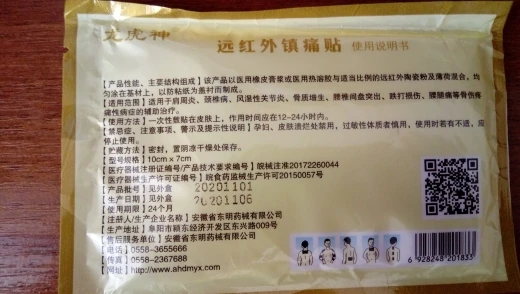 龙虎神
远红外镇痛贴 使用说明书
【产品性能、主要结构组成】该产品以医用橡皮膏浆或医用热溶胶与适当比例的远红外陶瓷粉及薄荷混合，均
匀涂在基材上，以防粘纸为盖衬而制成。
【适用范围】适用于肩周炎、颈椎病、风湿性关节炎、骨质增生、腰椎间盘突出、跌打损伤、腰腿痛等骨伤疼
痛性病症的辅助治疗。
【使用方法】一次性敷贴在皮肤上，作用时间应在12-24小时内。
【禁忌症、注意事项、警示及提示性说明】孕妇、皮肤溃烂处禁用，过敏性体质者慎用，使用时若有不适，应
停止使用。
【贮藏方法】密封，置阴凉干燥处保存。
【型号规格】10cm×7cm
【医疗器械注册证编号/产品技术要求编号】皖械注准20172260044
【医疗器械生产许可证编号】皖食药监械生产许可20150057号
【产品批号】见外盒 20201101
【生产日期】见外盒 20201106
【使用期限】24个月
【注册人/生产企业名称】安徽省东明药械有限公司
【生产地址】阜阳颍东经济开发区东兴路009号
【售后服务单位】安徽省东明药械有限公司
【电话】0558-3655666
【传真】0558-2367688
【网址】http://www.ahdmyx.com
6928248201833